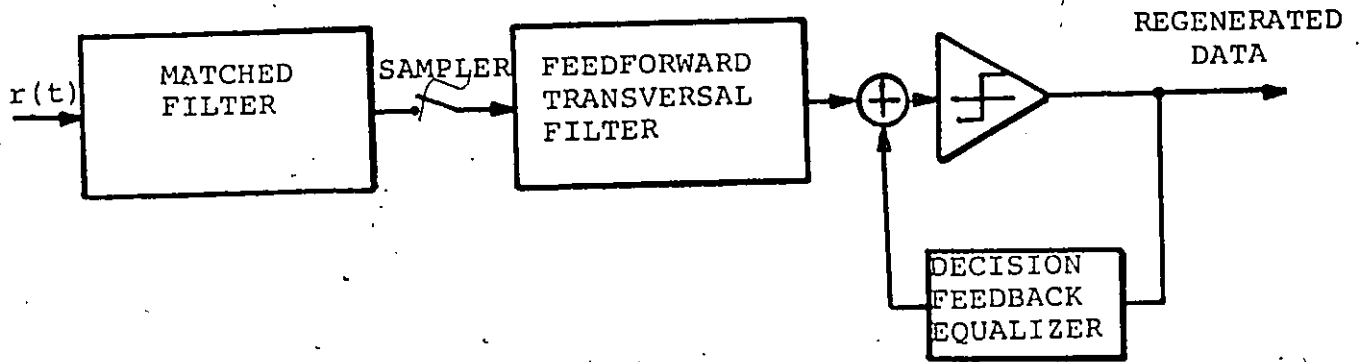 REGENERATED
DATA
r(t)
MATCHED
FILTER
SAMPLER
FEEDFORWARD
TRANSVERSAL
FILTER
DECISION
FEEDBACK
EQUALIZER